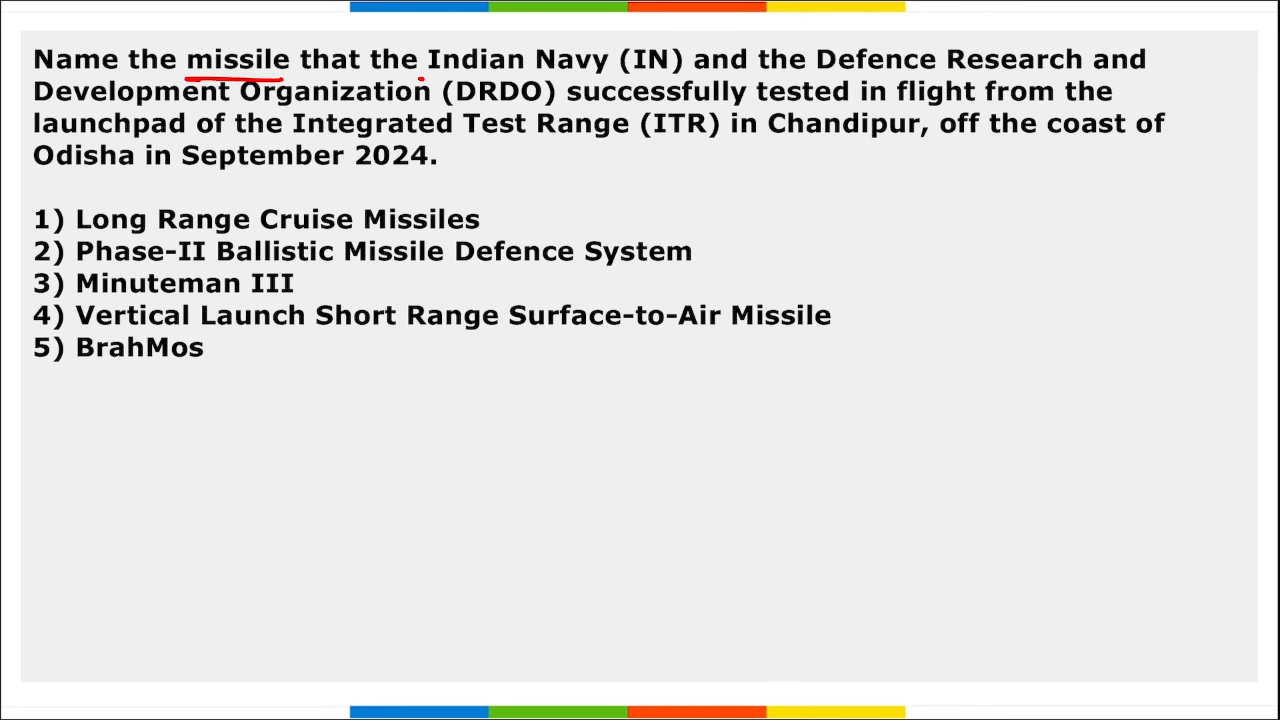 Name the missile that the Indian Navy (IN) and the Defence Research and
Development Organization (DRDO) successfully tested in flight from the
launchpad of the Integrated Test Range (ITR) in Chandipur, off the coast of
Odisha in September 2024.
1) Long Range Cruise Missiles
2) Phase-II Ballistic Missile Defence System
3) Minuteman III
4) Vertical Launch Short Range Surface-to-Air Missile
5) BrahMos